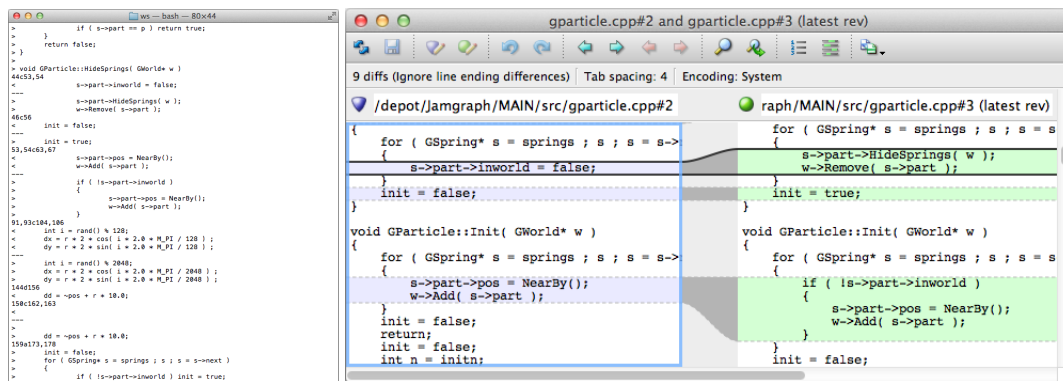 ws — bash — 80×44
> if ( s->part == p ) return true;
> }
> return false;
> }
>
> void GParticle::HideSprings( GWorld* w )
44c53,54
< s->part->inworld = false;
---
> s->part->HideSprings( w );
> w->Remove( s->part );
46c56
< init = false;
---
> init = true;
53,54c63,67
< s->part->pos = NearBy();
< w->Add( s->part );
---
> if ( !s->part->inworld )
> {
> s->part->pos = NearBy();
> w->Add( s->part );
> }
91,93c104,106
< int i = rand() % 128;
< dx = r * 2 * cos( i * 2.0 * M_PI / 128 ) ;
< dy = r * 2 * sin( i * 2.0 * M_PI / 128 ) ;
---
> int i = rand() % 2048;
> dx = r * 2 * cos( i * 2.0 * M_PI / 2048 ) ;
> dy = r * 2 * sin( i * 2.0 * M_PI / 2048 ) ;
144d156
< dd = ~pos + r * 10.0;
150c162,163
<
---
>
> dd = ~pos + r * 10.0;
159a173,178
> init = false;
> for ( GSpring* s = springs ; s ; s = s->next )
> {
> if ( !s->part->inworld ) init = true;
gparticle.cpp#2 and gparticle.cpp#3 (latest rev)
9 diffs (Ignore line ending differences) Tab spacing: 4 Encoding: System
/depot/Jamgraph/MAIN/src/gparticle.cpp#2
{
for ( GSpring* s = springs ; s ; s = s->
{
s->part->inworld = false;
}
init = false;
}
void GParticle::Init( GWorld* w )
{
for ( GSpring* s = springs ; s ; s = s->
{
s->part->pos = NearBy();
w->Add( s->part );
}
init = false;
return;
init = false;
int n = initn;
raph/MAIN/src/gparticle.cpp#3 (latest rev)
for ( GSpring* s = springs ; s ; s = s
{
s->part->HideSprings( w );
w->Remove( s->part );
}
init = true;
}
void GParticle::Init( GWorld* w )
{
for ( GSpring* s = springs ; s ; s = s
{
if ( !s->part->inworld )
{
s->part->pos = NearBy();
w->Add( s->part );
}
}
init = false;